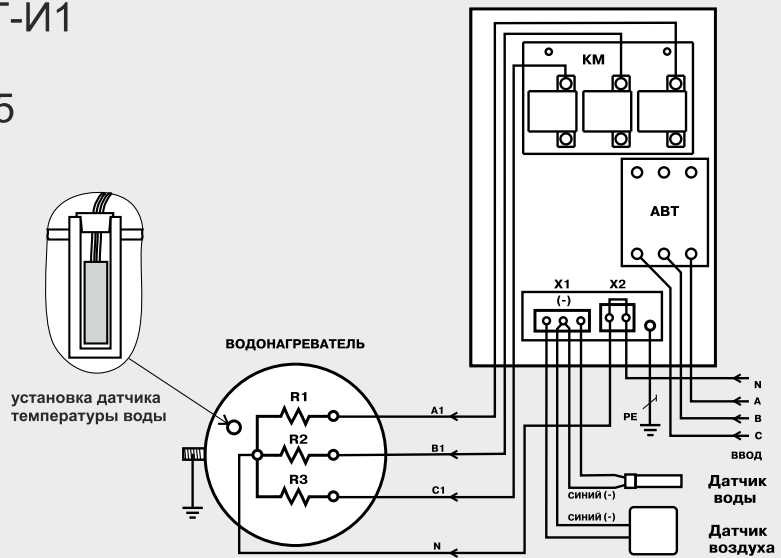 Т-И1
5
КМ
АВТ
X1
X2
(-)
ВОДОНАГРЕВАТЕЛЬ
установка датчика
температуры воды
R1
R2
R3
A1
B1
C1
N
PE
N
A
B
C
ВВОД
СИНИЙ (-)
Датчик
воды
СИНИЙ (-)
Датчик
воздуха